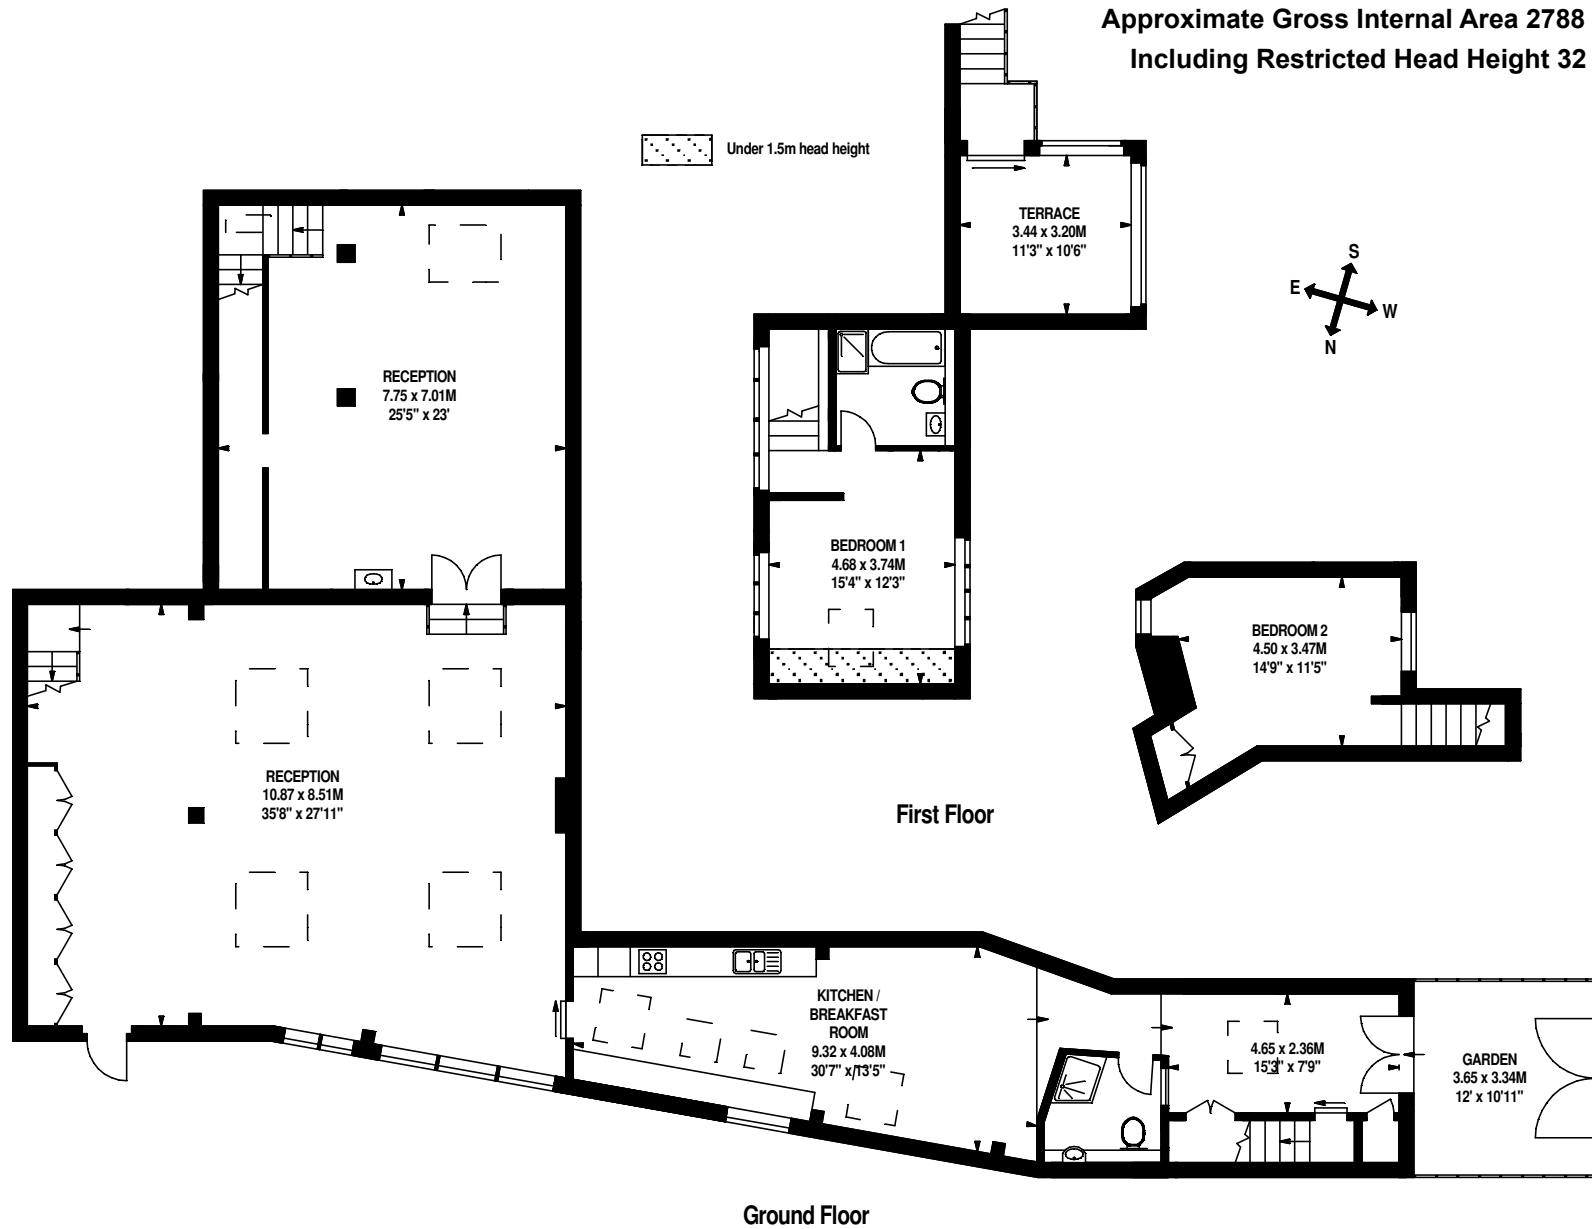 Approximate Gross Internal Area 2788
Including Restricted Head Height 32
Under 1.5m head height
TERRACE
3.44 x 3.20M
11'3" x 10'6"
S
E
W
N
RECEPTION
7.75 x 7.01M
25'5" x 23'
BEDROOM 1
4.68 x 3.74M
15'4" x 12'3"
BEDROOM 2
4.50 x 3.47M
14'9" x 11'5"
RECEPTION
10.87 x 8.51M
35'8" x 27'11"
First Floor
KITCHEN /
BREAKFAST
ROOM
9.32 x 4.08M
30'7" x 13'5"
4.65 x 2.36M
15'3" x 7'9"
GARDEN
3.65 x 3.34M
12' x 10'11"
Ground Floor